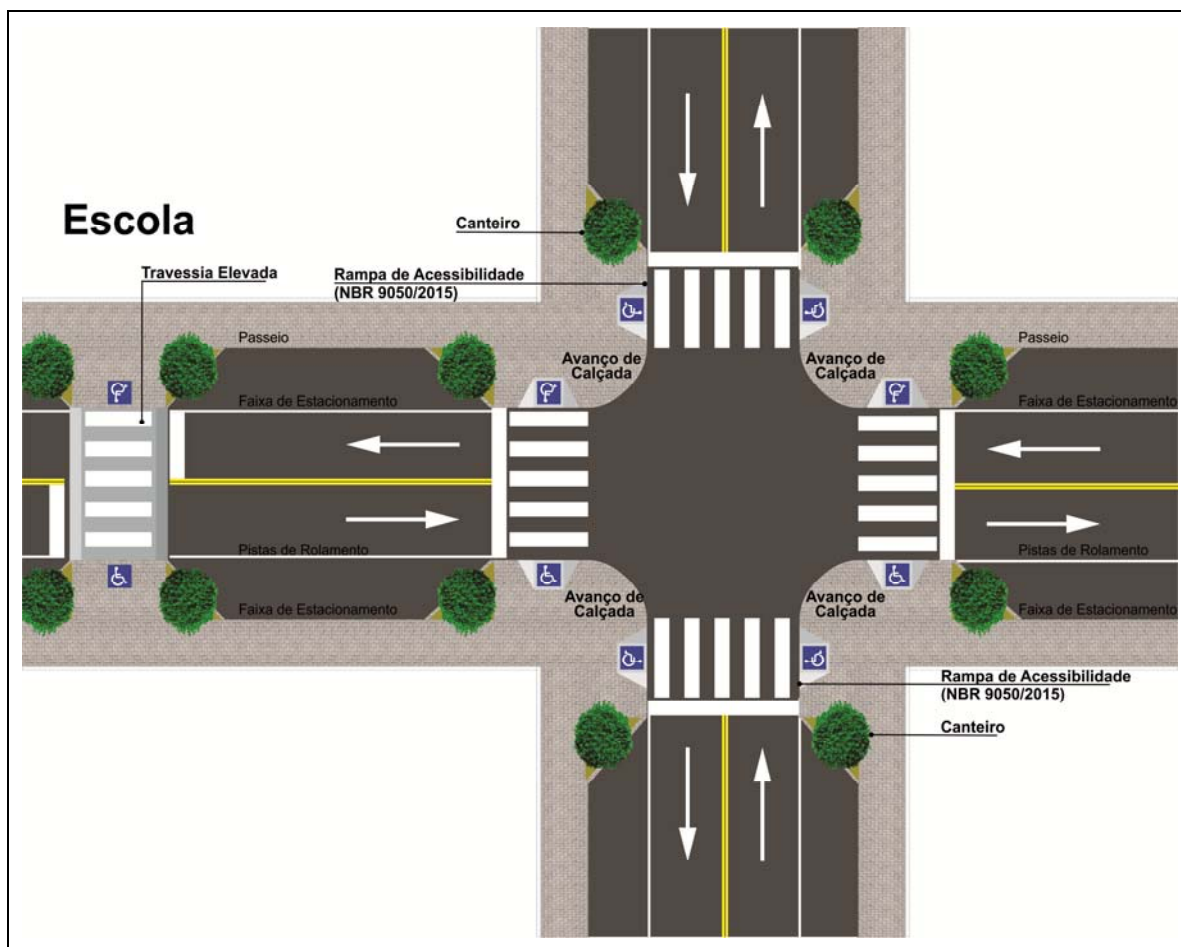 Escola
Canteiro
Travessia Elevada
Rampa de Acessibilidade
(NBR 9050/2015)
Passeio
Avanço de
Calçada
Avanço de
Calçada
Passeio
Faixa de Estacionamento
Faixa de Estacionamento
Pistas de Rolamento
Pistas de Rolamento
Faixa de Estacionamento
Avanço de
Calçada
Avanço de
Calçada
Faixa de Estacionamento
Rampa de Acessibilidade
(NBR 9050/2015)
Canteiro